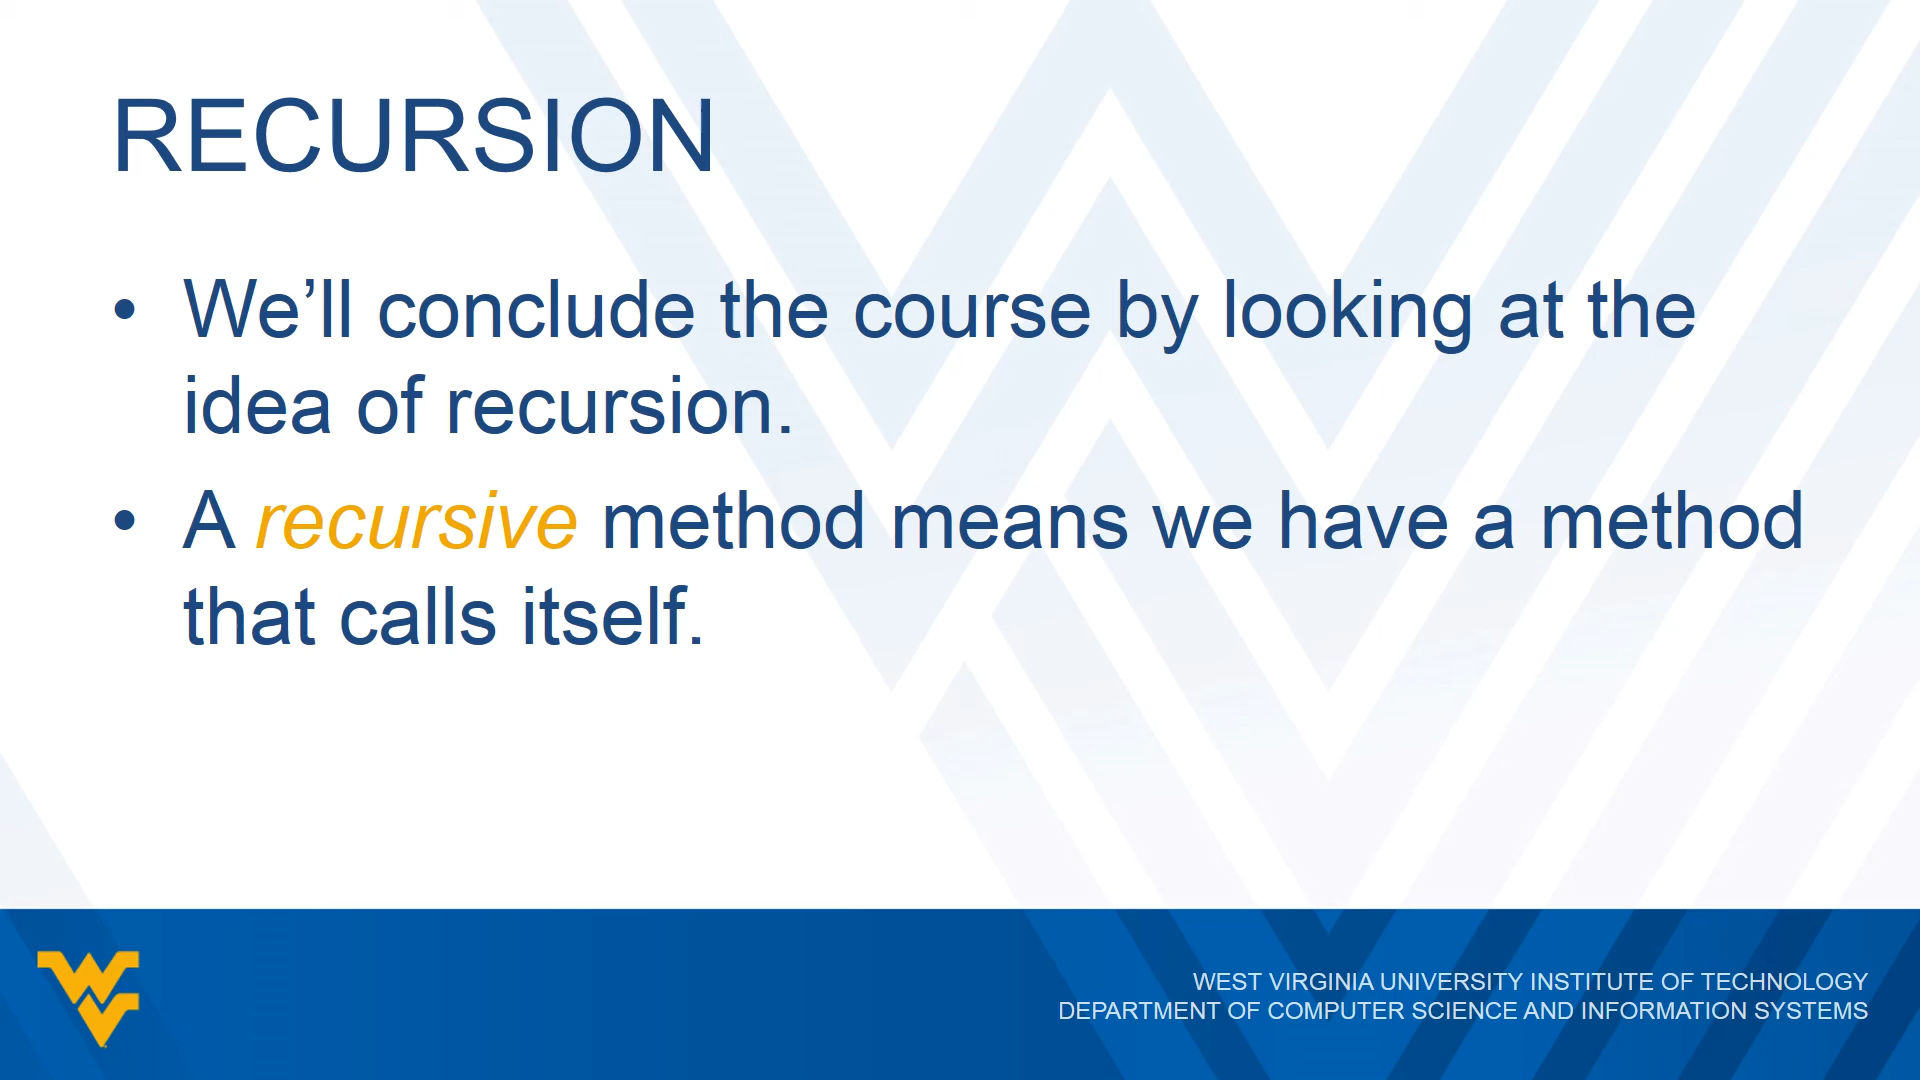 RECURSION
• We’ll conclude the course by looking at the
idea of recursion.
• A recursive method means we have a method
that calls itself.
WEST VIRGINIA UNIVERSITY INSTITUTE OF TECHNOLOGY
DEPARTMENT OF COMPUTER SCIENCE AND INFORMATION SYSTEMS